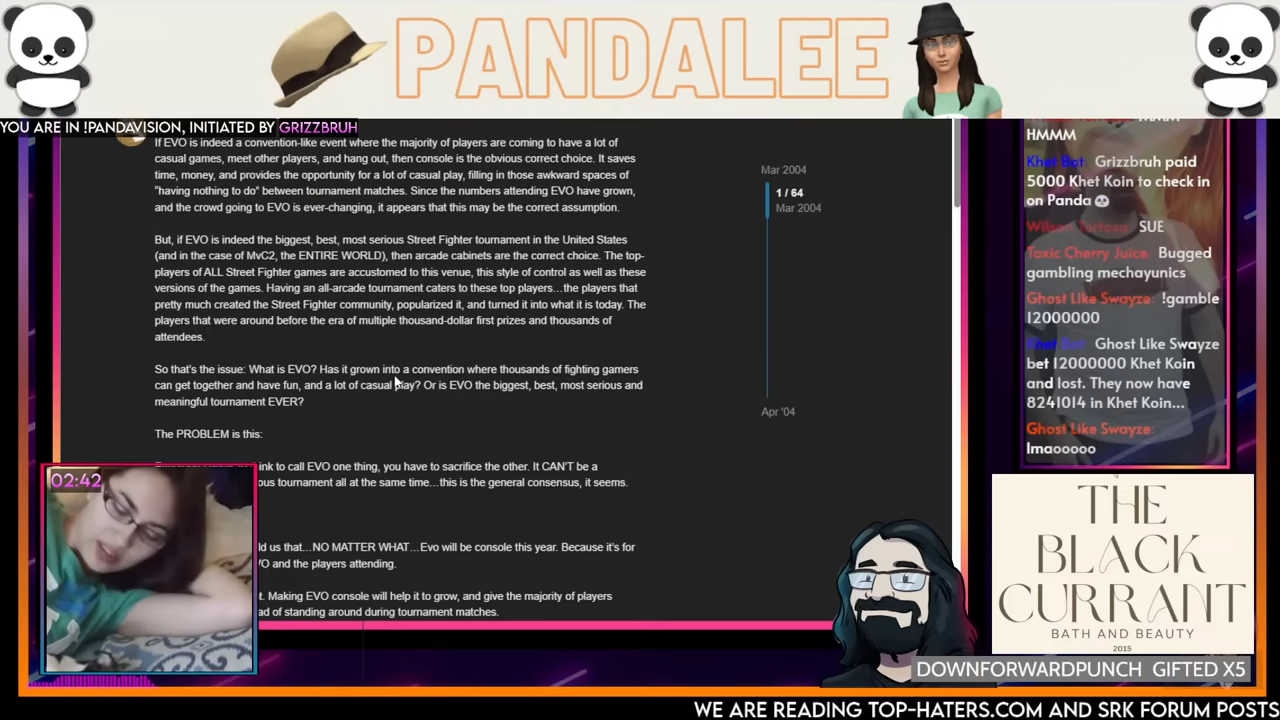 PANDALEE
YOU ARE IN !PANDAVISION, INITIATED BY GRIZZBRUH
If EVO is indeed a convention-like event where the majority of players are coming to have a lot of
casual games, meet other players, and hang out, then console is the obvious correct choice. It saves
time, money, and provides the opportunity for a lot of casual play, filling in those awkward spaces of
"having nothing to do" between tournament matches. Since the numbers attending EVO have grown,
and the crowd going to EVO is ever-changing, it appears that this may be the correct assumption.
But, if EVO is indeed the biggest, best, most serious Street Fighter tournament in the United States
(and in the case of MvC2, the ENTIRE WORLD), then arcade cabinets are the correct choice. The top-
players of ALL Street Fighter games are accustomed to this venue, this style of control as well as these
versions of the games. Having an all-arcade tournament caters to these top players…the players that
pretty much created the Street Fighter community, popularized it, and turned it into what it is today. The
players that were around before the era of multiple thousand-dollar first prizes and thousands of
attendees.
So that's the issue: What is EVO? Has it grown into a convention where thousands of fighting gamers
can get together and have fun, and a lot of casual play? Or is EVO the biggest, best, most serious and
meaningful tournament EVER?
The PROBLEM is this:
ink to call EVO one thing, you have to sacrifice the other. It CAN'T be a
ous tournament all at the same time…this is the general consensus, it seems.
ld us that…NO MATTER WHAT…Evo will be console this year. Because it's for
VO and the players attending.
t. Making EVO console will help it to grow, and give the majority of players
ad of standing around during tournament matches.
Mar 2004
1 / 64
Mar 2004
Apr '04
HMMM
Khet Bot: Grizzbruh paid
5000 Khet Koin to check in
on Panda
Wilson Tortosa: SUE
Toxic Cherry Juice: Bugged
gambling mechayunics
Ghost Like Swayze: !gamble
12000000
Khet Bot: Ghost Like Swayze
bet 12000000 Khet Koin
and lost. They now have
8241014 in Khet Koin...
Ghost Like Swayze:
lmaooooo
02:42
THE
BLACK
CURRANT
BATH AND BEAUTY
2015
DOWNFORWARDPUNCH GIFTED X5
WE ARE READING TOP-HATERS.COM AND SRK FORUM POSTS